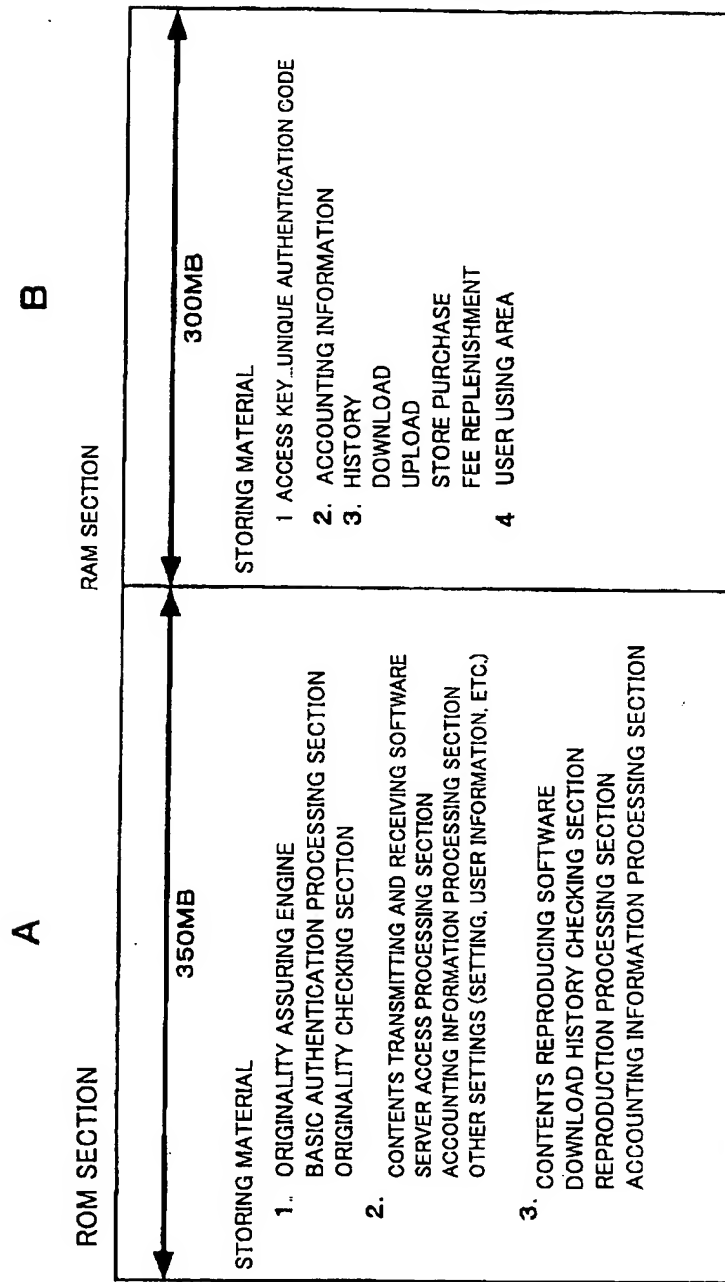 A
ROM SECTION
350MB
STORING MATERIAL
1. ORIGINALITY ASSURING ENGINE
BASIC AUTHENTICATION PROCESSING SECTION
ORIGINALITY CHECKING SECTION
2. CONTENTS TRANSMITTING AND RECEIVING SOFTWARE
SERVER ACCESS PROCESSING SECTION
ACCOUNTING INFORMATION PROCESSING SECTION
OTHER SETTINGS (SETTING, USER INFORMATION, ETC.)
3. CONTENTS REPRODUCING SOFTWARE
DOWNLOAD HISTORY CHECKING SECTION
REPRODUCTION PROCESSING SECTION
ACCOUNTING INFORMATION PROCESSING SECTION
B
RAM SECTION
300MB
STORING MATERIAL
1 ACCESS KEY...UNIQUE AUTHENTICATION CODE
2. ACCOUNTING INFORMATION
3. HISTORY
DOWNLOAD
UPLOAD
STORE PURCHASE
FEE REPLENISHMENT
4 USER USING AREA